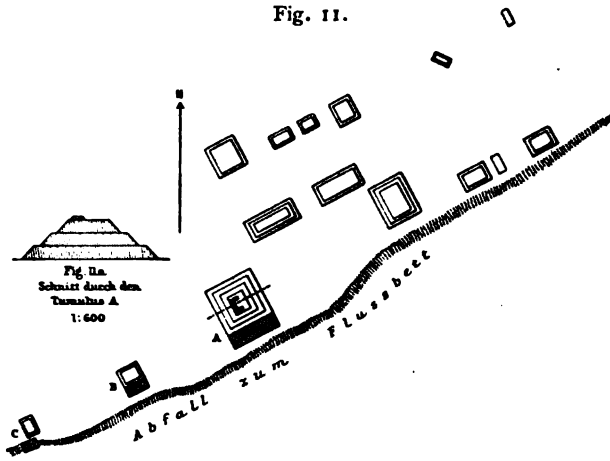 Fig. 11.
N
Fig. 11a.
Schnitt durch den
Tumulus A
1:600
A
B
C
Abfall zum Flussbett